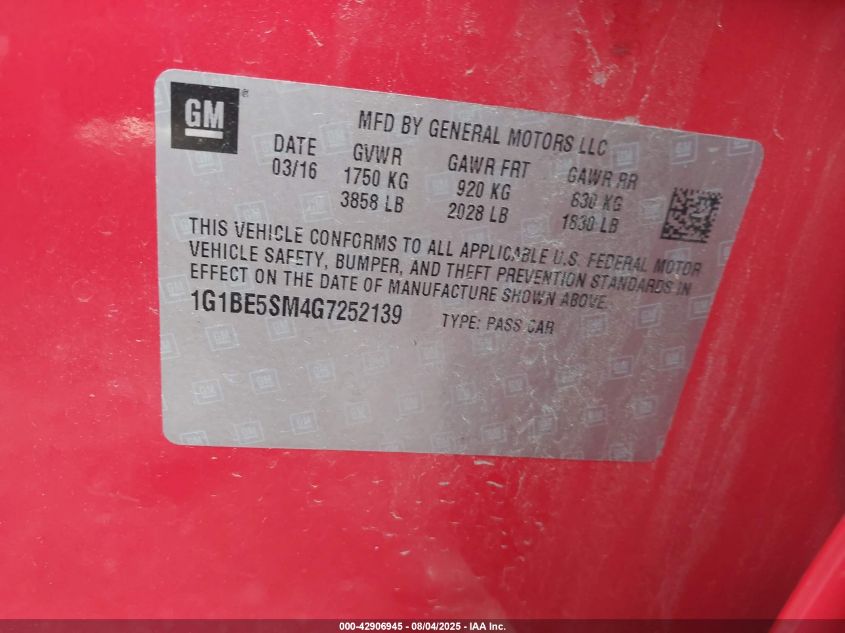 GM
MFD BY GENERAL MOTORS LLC
DATE GVWR GAWR FRT GAWR RR
03/16 1750 KG 920 KG 830 KG
3858 LB 2028 LB 1830 LB
THIS VEHICLE CONFORMS TO ALL APPLICABLE U.S. FEDERAL MOTOR
VEHICLE SAFETY, BUMPER, AND THEFT PREVENTION STANDARDS IN
EFFECT ON THE DATE OF MANUFACTURE SHOWN ABOVE.
1G1BE5SM4G7252139 TYPE: PASS CAR
000-42906945 - 08/04/2025 - IAA Inc.